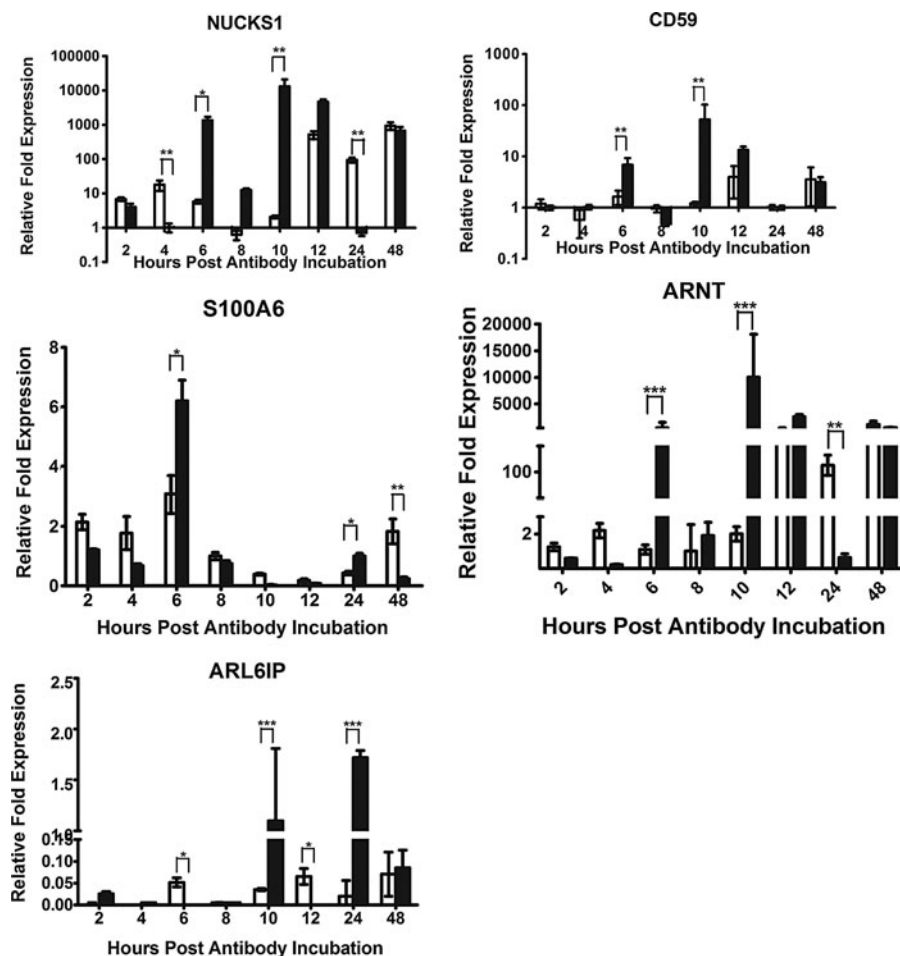 NUCKS1
Relative Fold Expression
100000
10000
1000
100
10
1
0.1
** * ** **
2 4 6 8 10 12 24 48
Hours Post Antibody Incubation
CD59
Relative Fold Expression
1000
100
10
1
0.1
** **
2 4 6 8 10 12 24 48
Hours Post Antibody Incubation
S100A6
Relative Fold Expression
8
6
4
2
0
* * **
2 4 6 8 10 12 24 48
Hours Post Antibody Incubation
ARNT
Relative Fold Expression
20000
15000
10000
5000
100
2
*** *** **
2 4 6 8 10 12 24 48
Hours Post Antibody Incubation
ARL6IP
Relative Fold Expression
2.5
2.0
1.5
1.0
0.15
0.10
0.05
0.00
* *** * ***
2 4 6 8 10 12 24 48
Hours Post Antibody Incubation